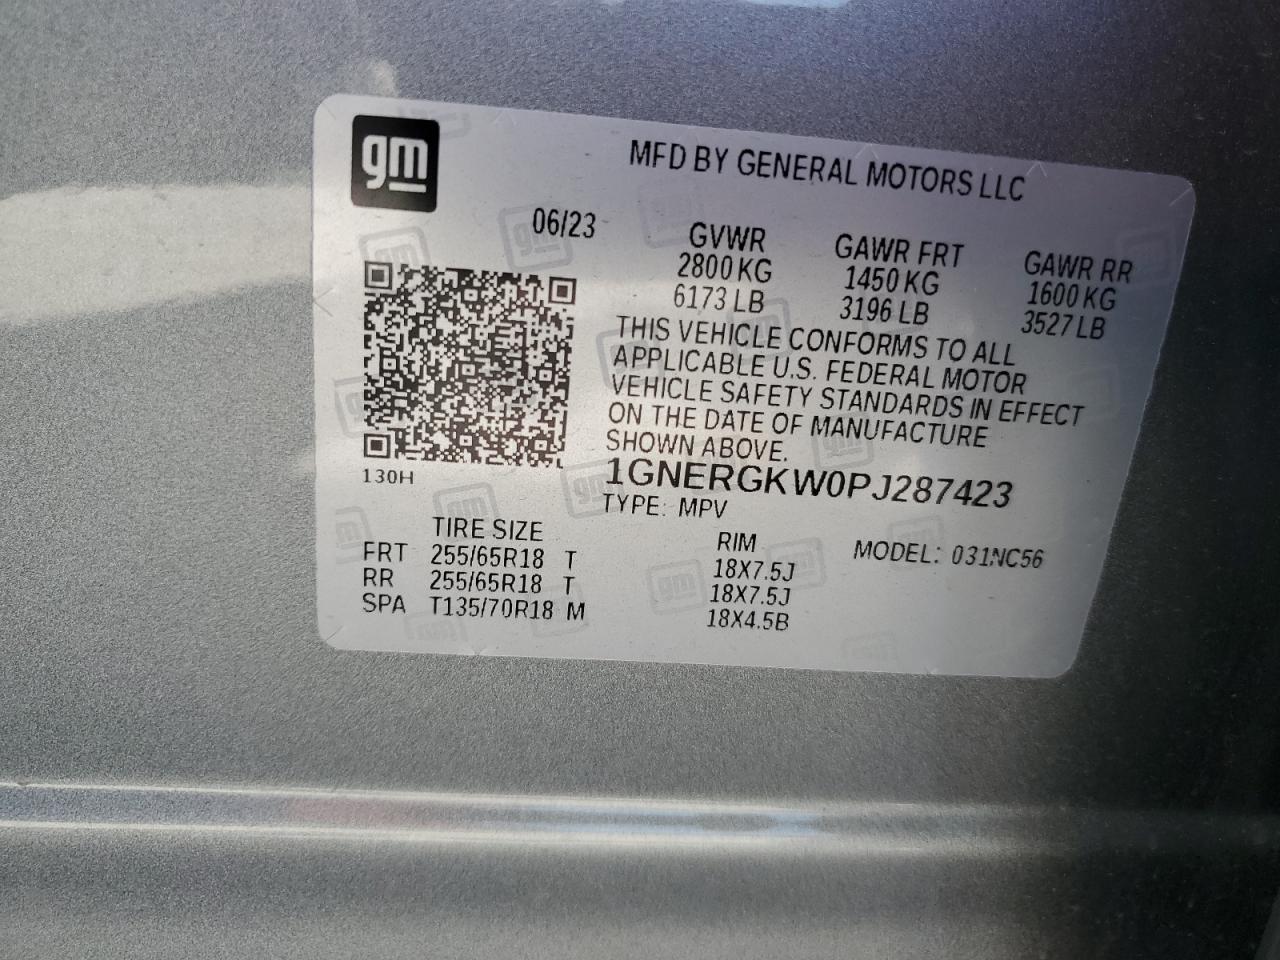 gm
MFD BY GENERAL MOTORS LLC
06/23
GVWR GAWR FRT GAWR RR
2800 KG 1450 KG 1600 KG
6173 LB 3196 LB 3527 LB
THIS VEHICLE CONFORMS TO ALL
APPLICABLE U.S. FEDERAL MOTOR
VEHICLE SAFETY STANDARDS IN EFFECT
ON THE DATE OF MANUFACTURE
SHOWN ABOVE.
1GNERGKW0PJ287423
130H
TYPE: MPV
TIRE SIZE RIM MODEL: 031NC56
FRT 255/65R18 T 18X7.5J
RR 255/65R18 T 18X7.5J
SPA T135/70R18 M 18X4.5B